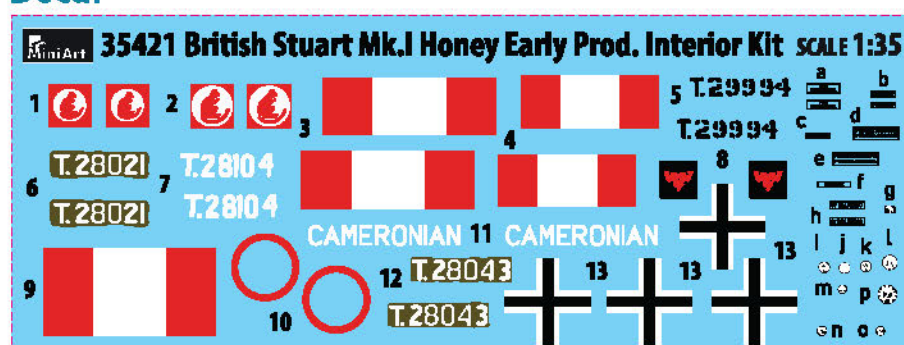 Decal
MiniArt 35421 British Stuart Mk.I Honey Early Prod. Interior Kit SCALE 1:35
1 2 3 4 5 T.29994 a b
T.29994 c d
6 T.28021 7 T.28104 8 e
T.28021 T.28104 f g
h
CAMERONIAN 11 CAMERONIAN 13 i j k l
9 10 12 T.28043 13 13 m p
T.28043 n o